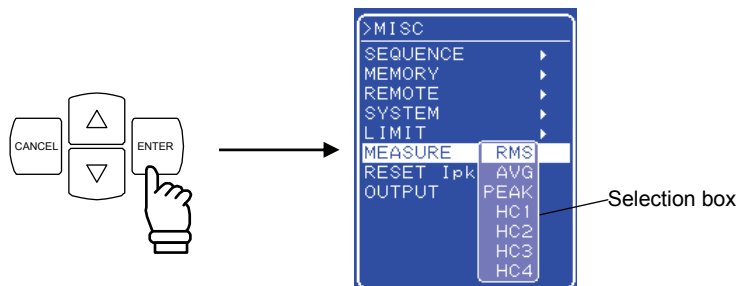 CANCEL
ENTER
>MISC
SEQUENCE
MEMORY
REMOTE
SYSTEM
LIMIT
MEASURE RMS
RESET Ipk AVG
OUTPUT PEAK
HC1
HC2
HC3
HC4
Selection box